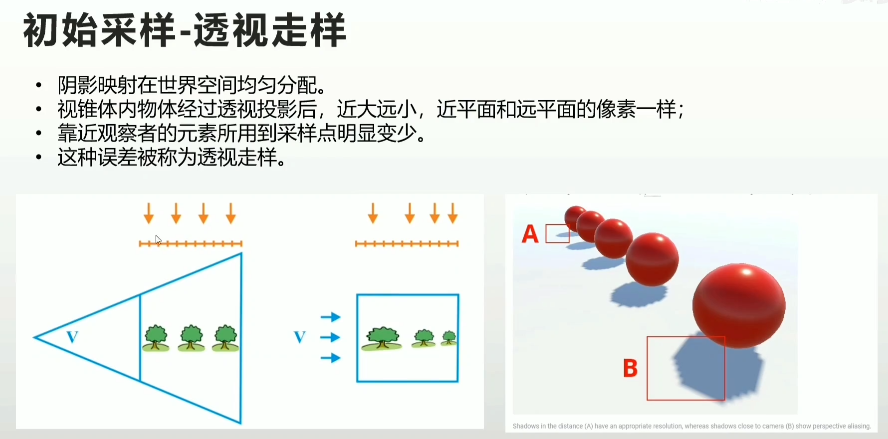 初始采样-透视走样
• 阴影映射在世界空间均匀分配。
• 视锥体内物体经过透视投影后，近大远小，近平面和远平面的像素一样；
• 靠近观察者的元素所用到采样点明显变少。
• 这种误差被称为透视走样。
V
V
A
B
Shadows in the distance (A) have an appropriate resolution, whereas shadows close to camera (B) show perspective aliasing.